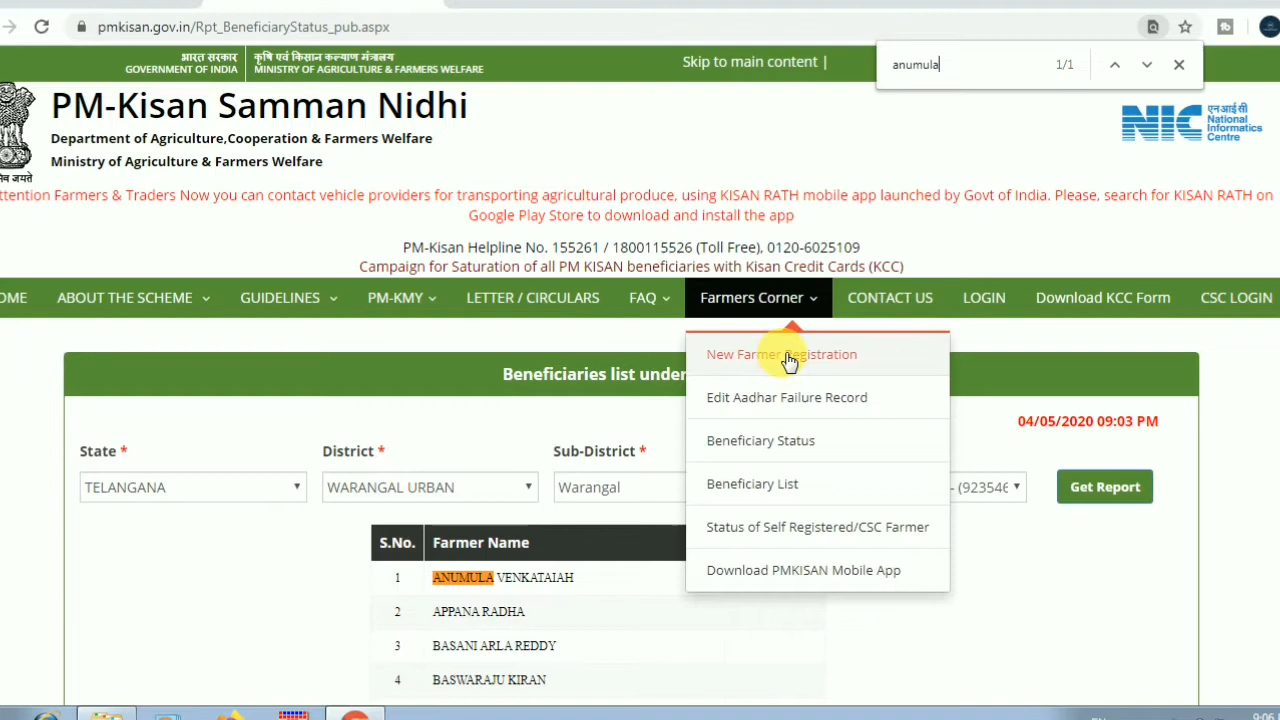 pmkisan.gov.in/Rpt_BeneficiaryStatus_pub.aspx
anumula 1/1
भारत सरकार
GOVERNMENT OF INDIA
कृषि एवं किसान कल्याण मंत्रालय
MINISTRY OF AGRICULTURE & FARMERS WELFARE
Skip to main content |
PM-Kisan Samman Nidhi
Department of Agriculture,Cooperation & Farmers Welfare
Ministry of Agriculture & Farmers Welfare
एनआईसी
NIC National
Informatics
Centre
ttention Farmers & Traders Now you can contact vehicle providers for transporting agricultural produce, using KISAN RATH mobile app launched by Govt of India. Please, search for KISAN RATH on
Google Play Store to download and install the app
PM-Kisan Helpline No. 155261 / 1800115526 (Toll Free), 0120-6025109
Campaign for Saturation of all PM KISAN beneficiaries with Kisan Credit Cards (KCC)
OME ABOUT THE SCHEME GUIDELINES PM-KMY LETTER / CIRCULARS FAQ Farmers Corner CONTACT US LOGIN Download KCC Form CSC LOGIN
New Farmer Registration
Edit Aadhar Failure Record
Beneficiary Status
Beneficiary List
Status of Self Registered/CSC Farmer
Download PMKISAN Mobile App
Beneficiaries list under
04/05/2020 09:03 PM
State * District * Sub-District *
TELANGANA WARANGAL URBAN Warangal - (923546 Get Report
S.No. Farmer Name
1 ANUMULA VENKATAIAH
2 APPANA RADHA
3 BASANI ARLA REDDY
4 BASWARAJU KIRAN